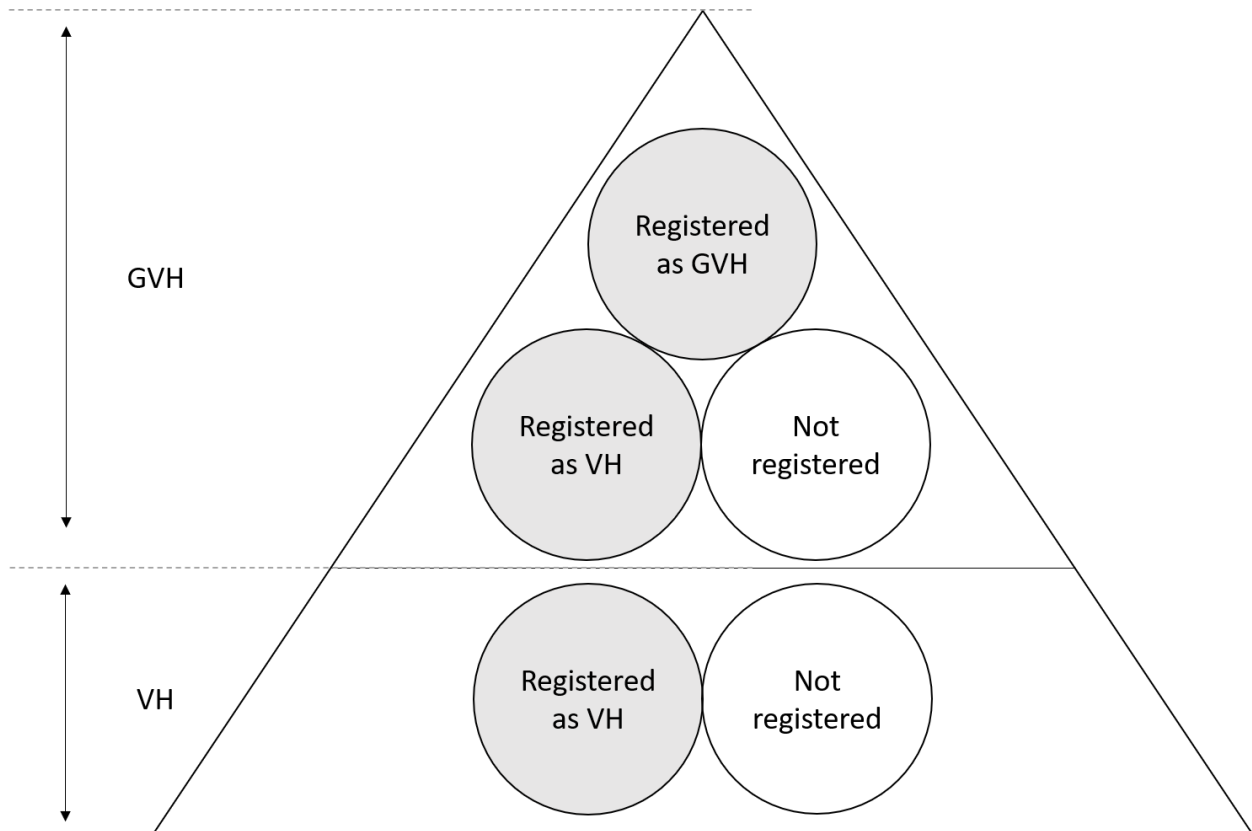 Registered
as GVH
GVH
Registered
as VH
Not
registered
VH
Registered
as VH
Not
registered